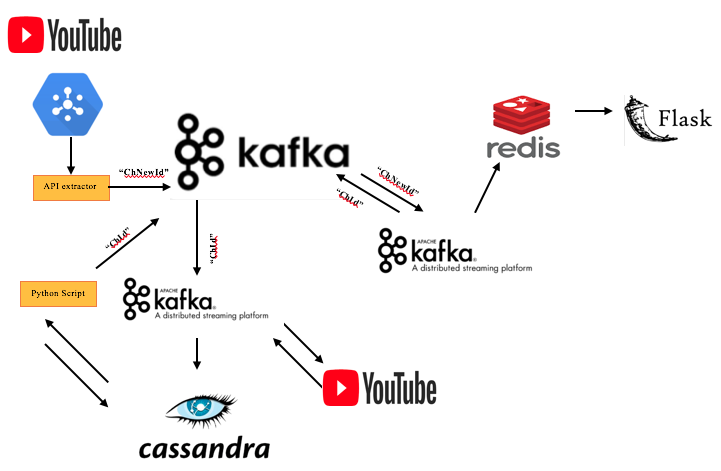 YouTube
API extractor
"ChNewId"
kafka
redis
Flask
"ChNewId"
"ChId"
"ChId"
"ChId"
APACHE
kafka®
A distributed streaming platform
Python Script
APACHE
kafka®
A distributed streaming platform
YouTube
cassandra